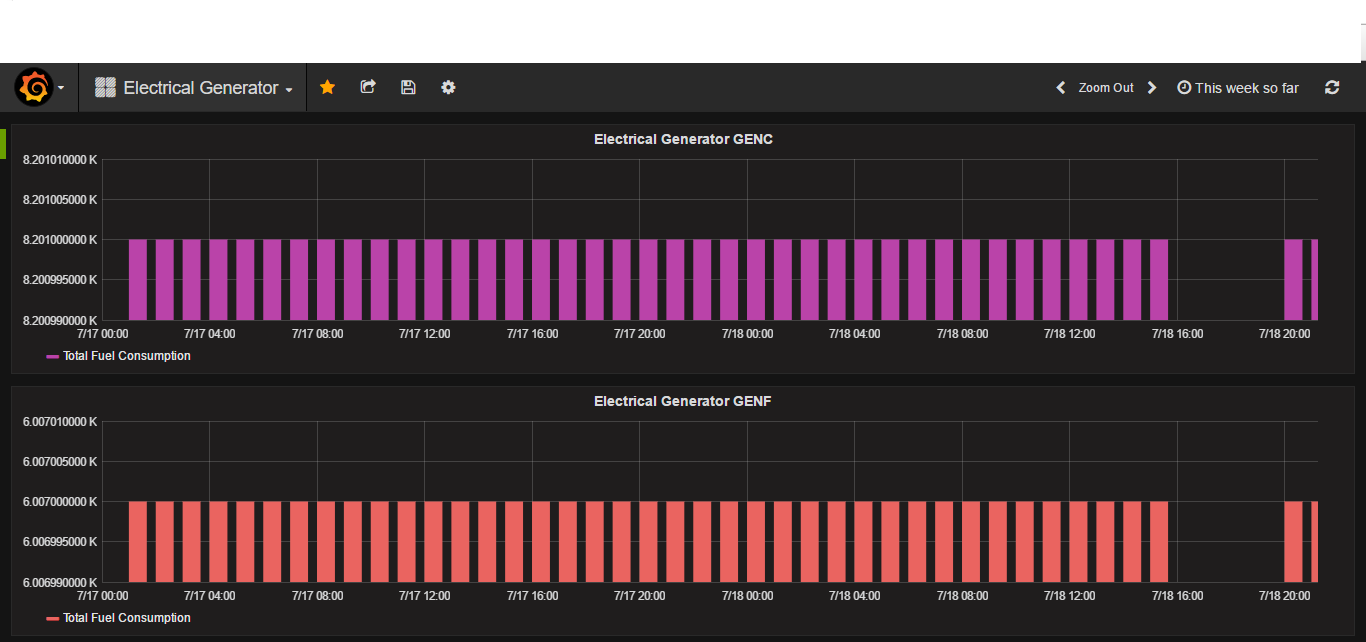 Electrical Generator
Zoom Out
This week so far
Electrical Generator GENC
8.201010000 K
8.201005000 K
8.201000000 K
8.200995000 K
8.200990000 K
7/17 00:00 7/17 04:00 7/17 08:00 7/17 12:00 7/17 16:00 7/17 20:00 7/18 00:00 7/18 04:00 7/18 08:00 7/18 12:00 7/18 16:00 7/18 20:00
Total Fuel Consumption
Electrical Generator GENF
6.007010000 K
6.007005000 K
6.007000000 K
6.006995000 K
6.006990000 K
7/17 00:00 7/17 04:00 7/17 08:00 7/17 12:00 7/17 16:00 7/17 20:00 7/18 00:00 7/18 04:00 7/18 08:00 7/18 12:00 7/18 16:00 7/18 20:00
Total Fuel Consumption